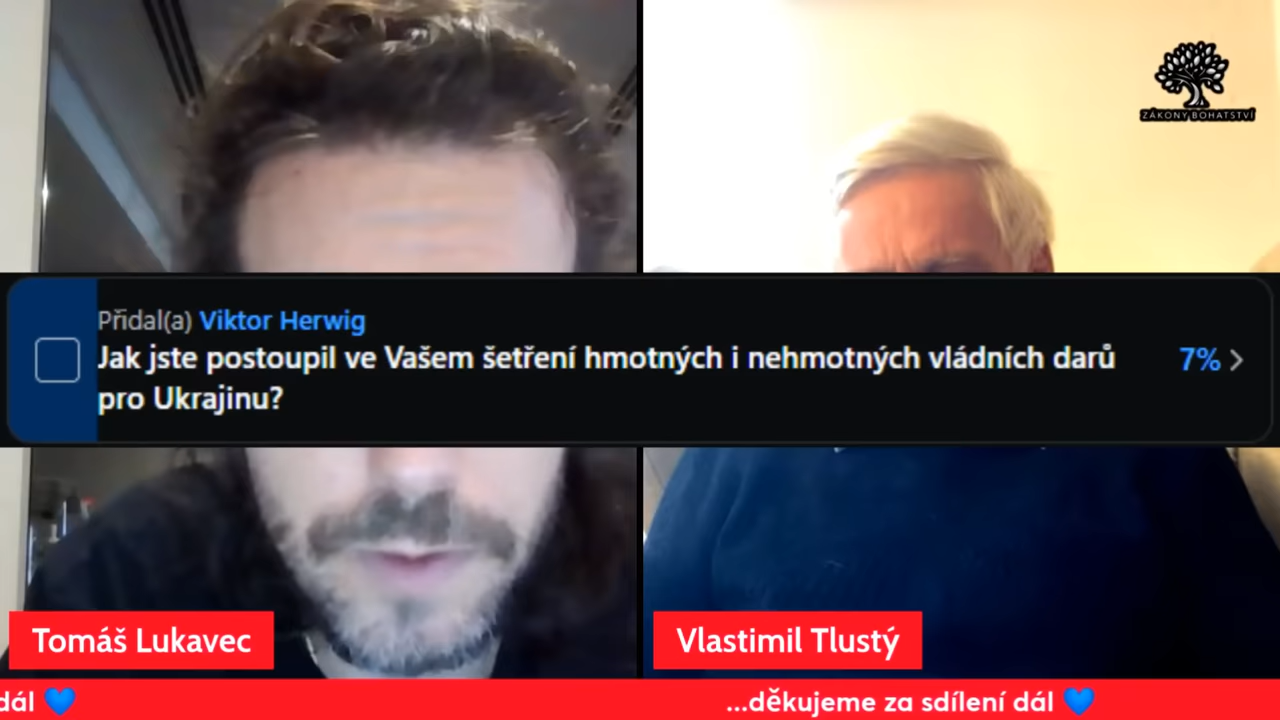 ZÁKONY BOHATSTVÍ
Přidal(a) Viktor Herwig
Jak jste postoupil ve Vašem šetření hmotných i nehmotných vládních darů
pro Ukrajinu?
7%
Tomáš Lukavec
Vlastimil Tlustý
dál 💙
...děkujeme za sdílení dál 💙